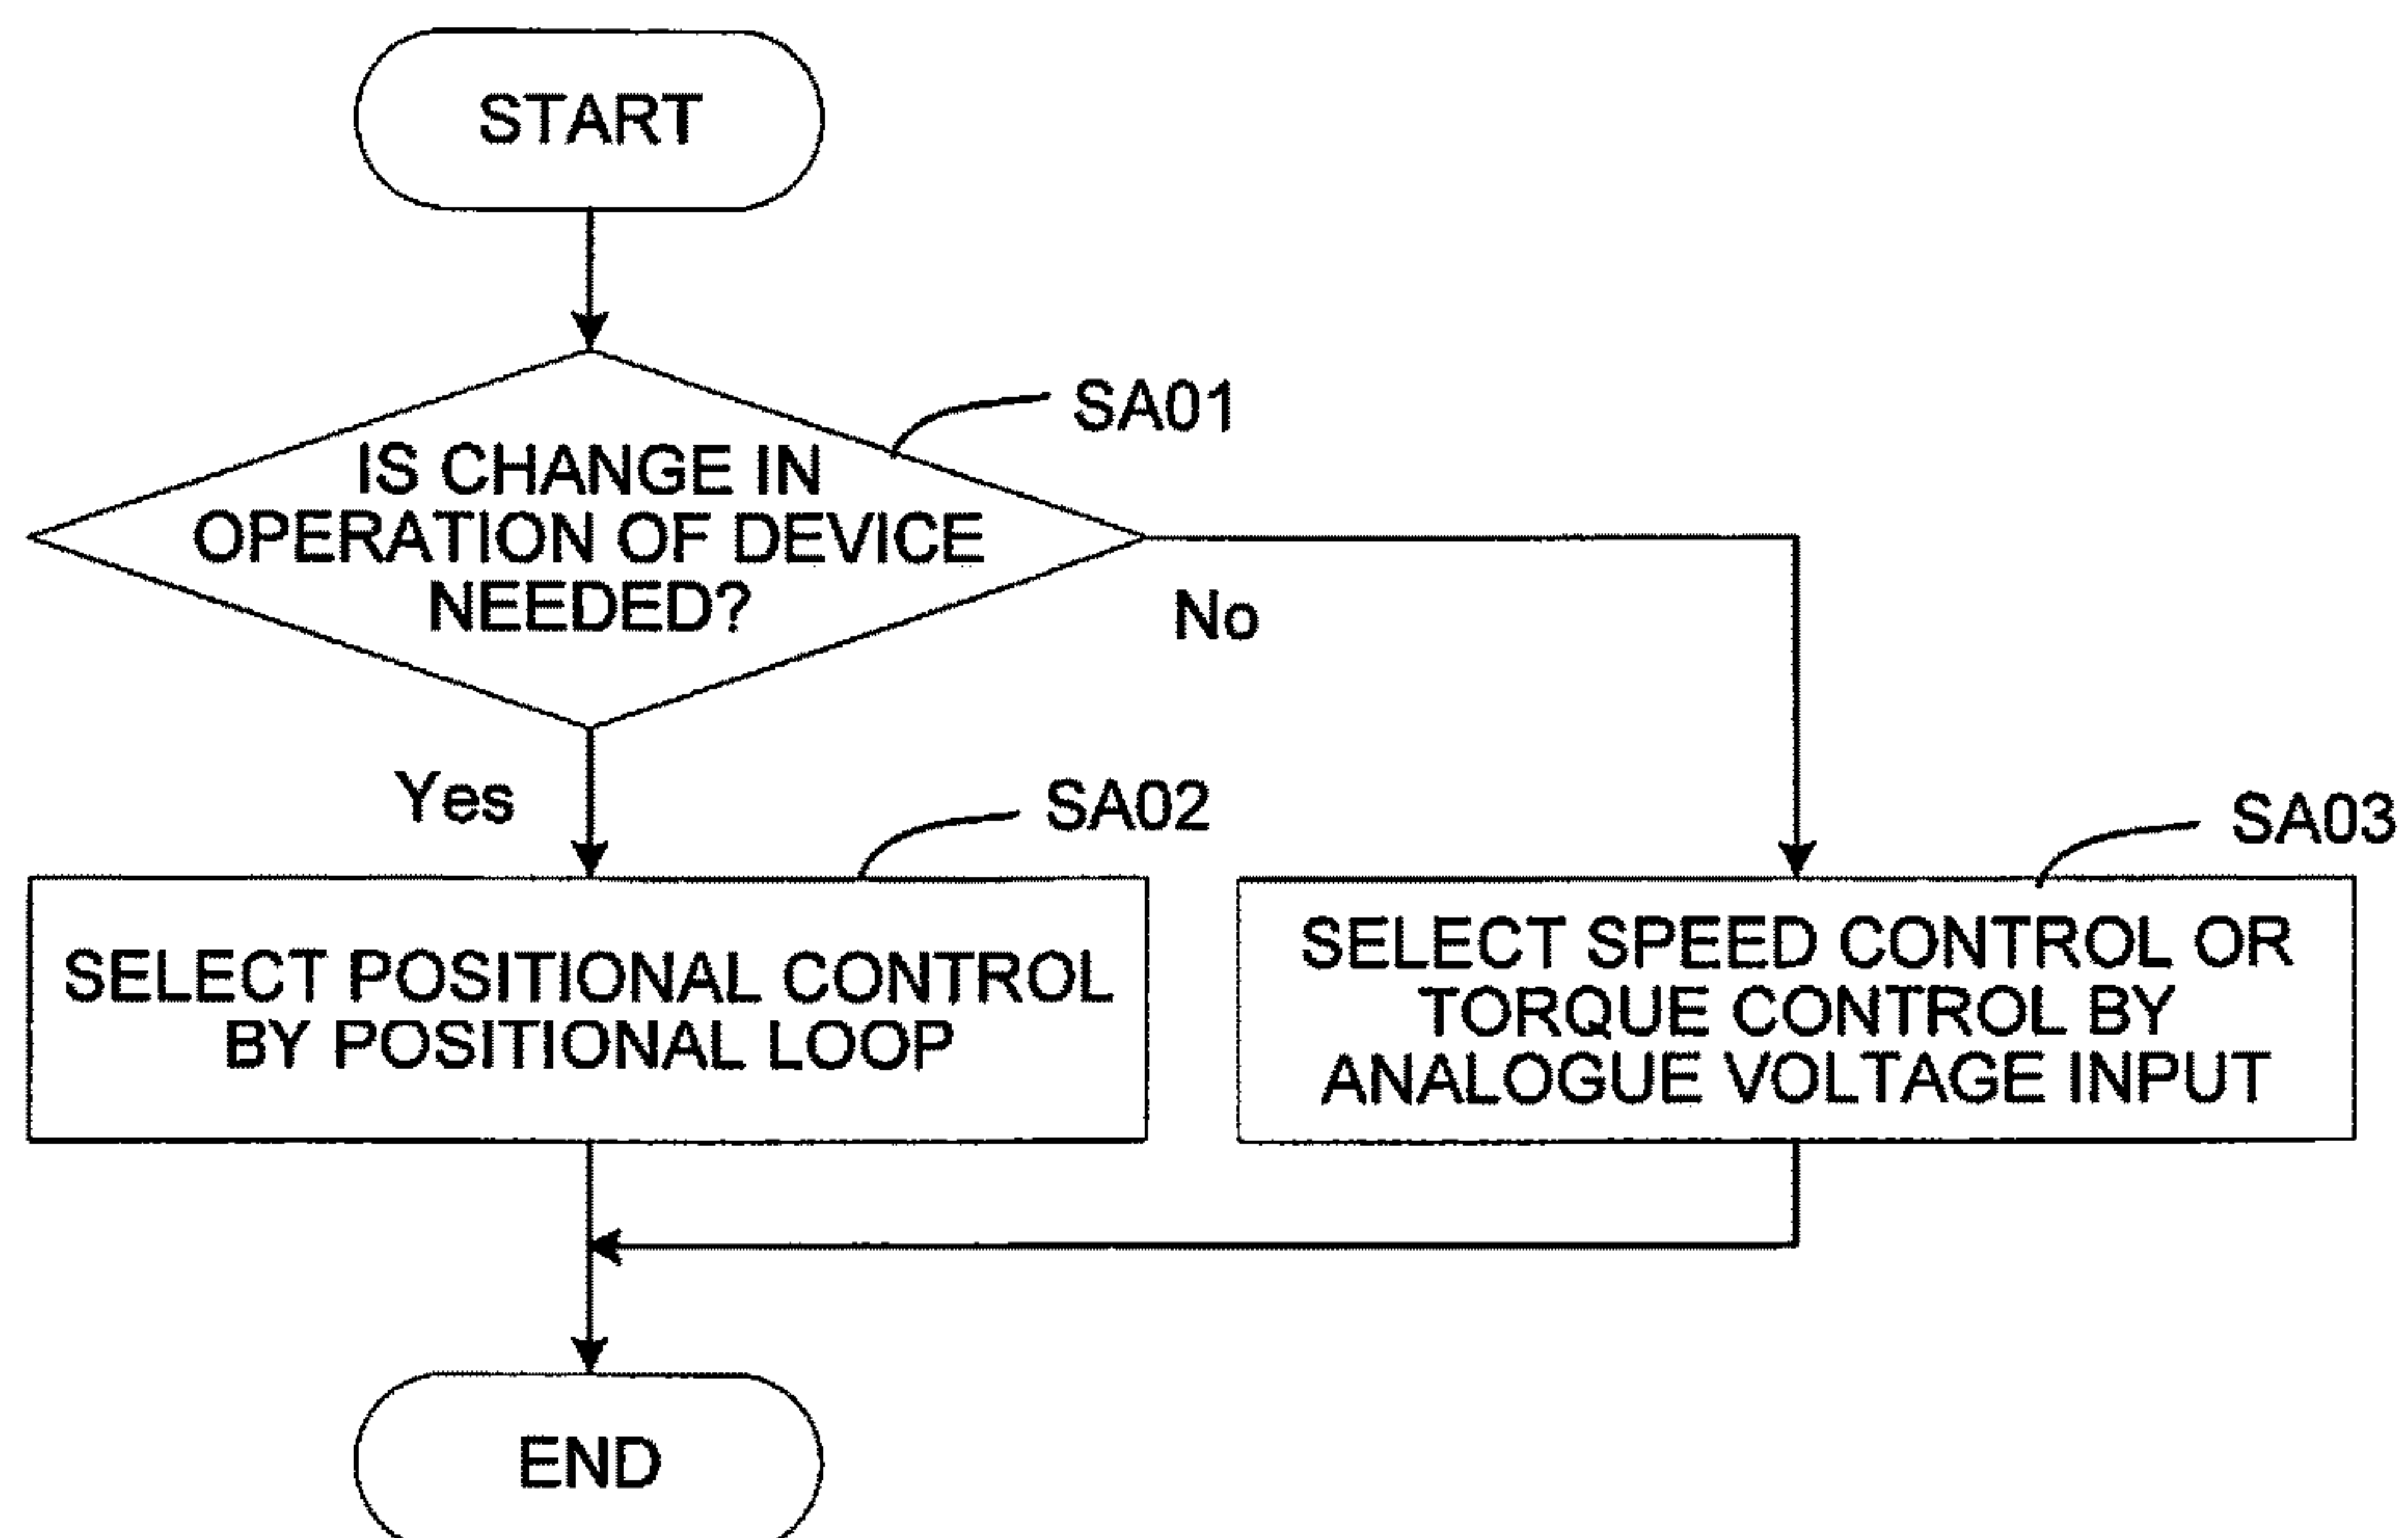 START
SA01
IS CHANGE IN
OPERATION OF DEVICE
NEEDED?
No
Yes
SA02
SA03
SELECT POSITIONAL CONTROL
BY POSITIONAL LOOP
SELECT SPEED CONTROL OR
TORQUE CONTROL BY
ANALOGUE VOLTAGE INPUT
END